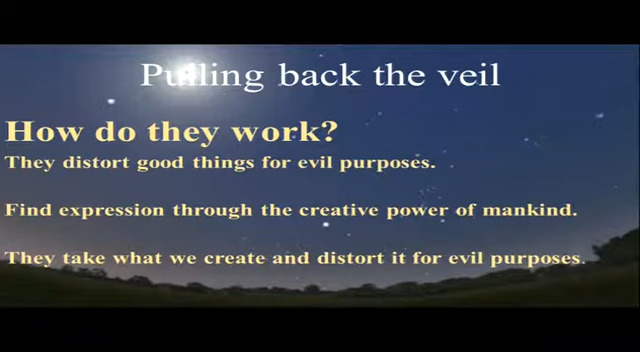 Pulling back the veil
How do they work?
They distort good things for evil purposes.
Find expression through the creative power of mankind.
They take what we create and distort it for evil purposes.